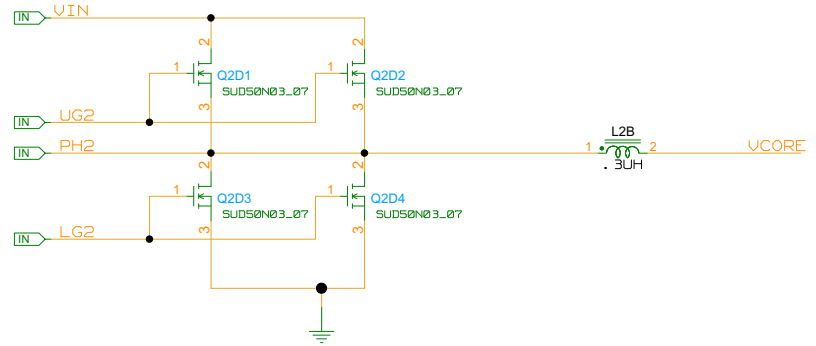 IN VIN
2 2
1 Q2D1 1 Q2D2
SUD50N03_07 SUD50N03_07
3 3
IN UG2
IN PH2
L2B
1 2 VCORE
.3UH
2 2
1 Q2D3 1 Q2D4
SUD50N03_07 SUD50N03_07
3 3
IN LG2